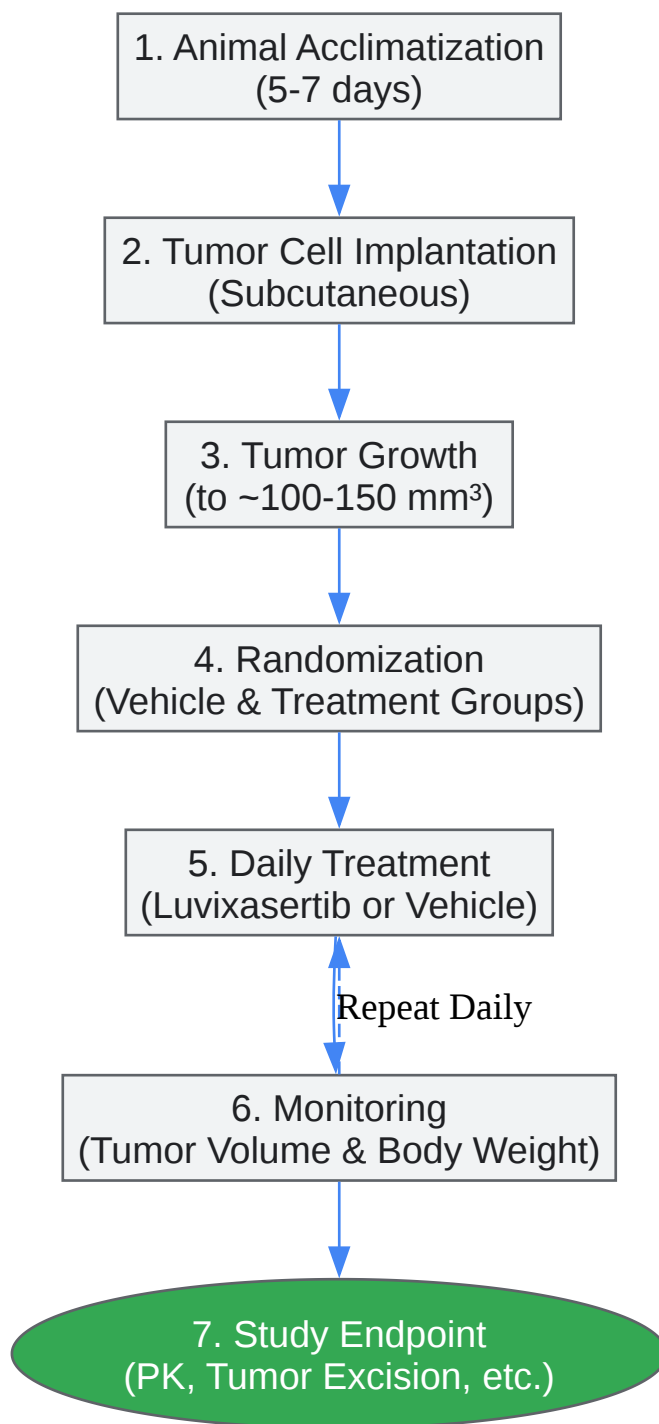 1. Animal Acclimatization
(5-7 days)
2. Tumor Cell Implantation
(Subcutaneous)
3. Tumor Growth
(to ~100-150 mm³)
4. Randomization
(Vehicle & Treatment Groups)
5. Daily Treatment
(Luvixasertib or Vehicle)
Repeat Daily
6. Monitoring
(Tumor Volume & Body Weight)
7. Study Endpoint
(PK, Tumor Excision, etc.)